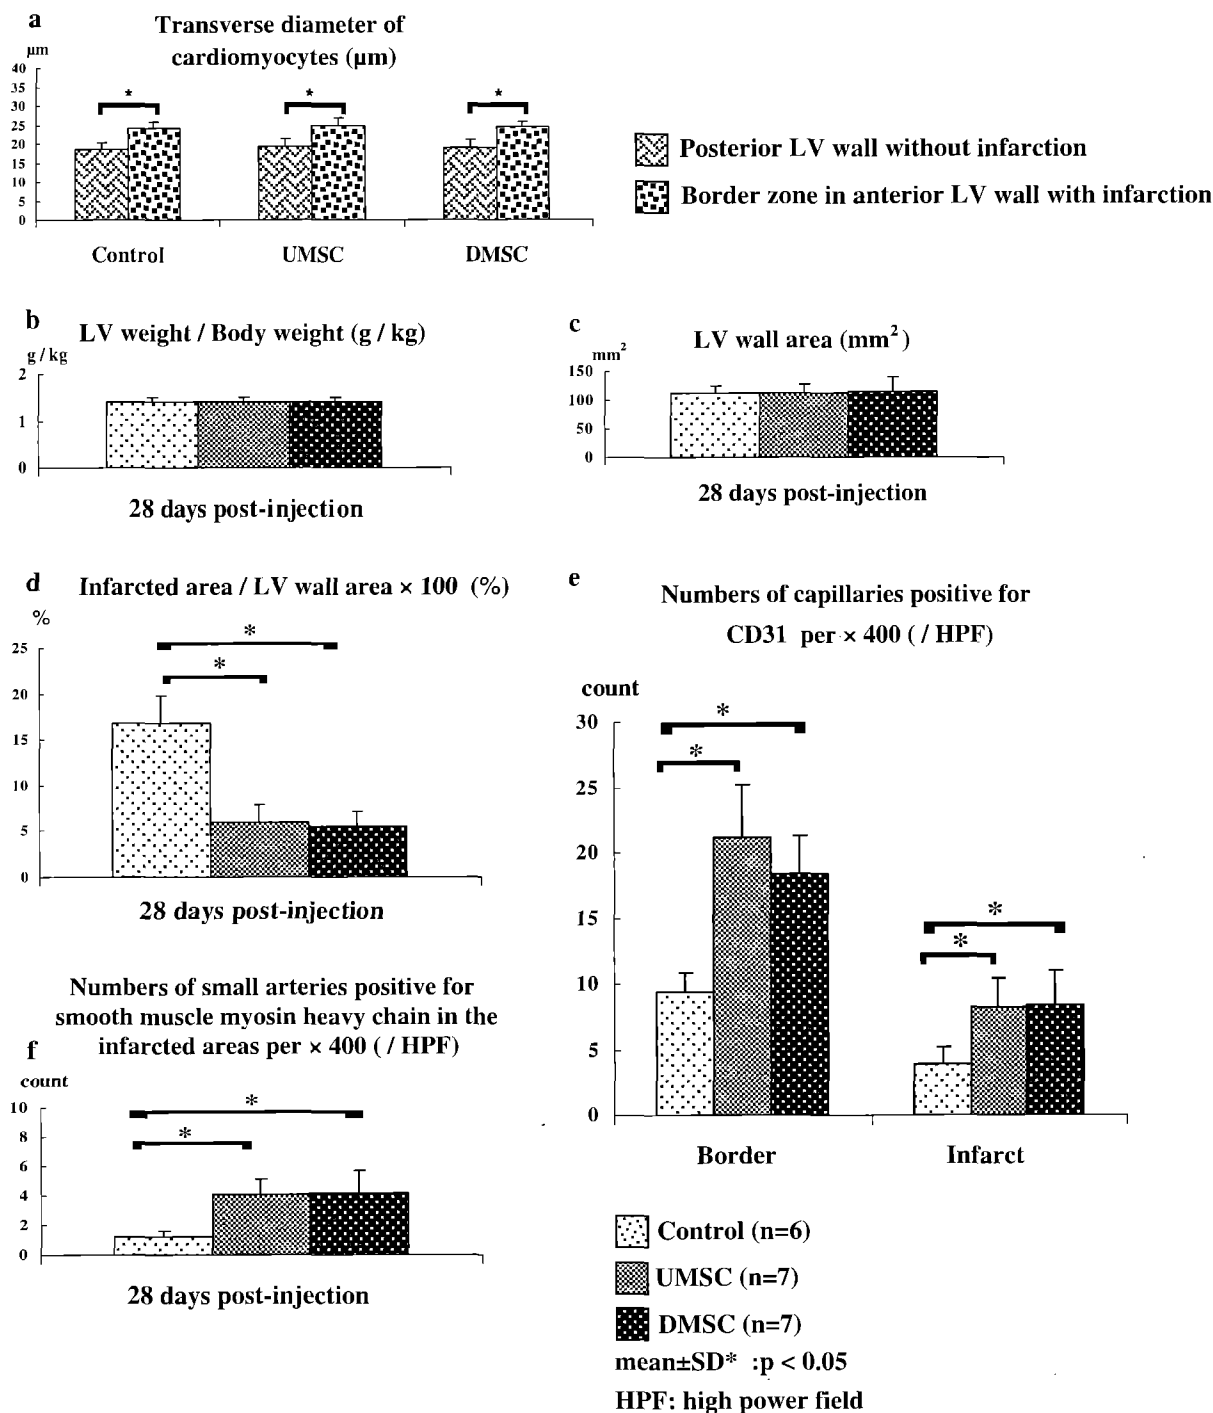 a
Transverse diameter of
cardiomyocytes (µm)
µm
40
35
30
25
20
15
10
5
0
*
*
*
Control
UMSC
DMSC
Posterior LV wall without infarction
Border zone in anterior LV wall with infarction
b
LV weight / Body weight (g / kg)
g / kg
2
1
0
28 days post-injection
c
LV wall area (mm²)
mm²
150
100
50
0
28 days post-injection
d
Infarcted area / LV wall area × 100 (%)
%
25
20
15
10
5
0
*
*
28 days post-injection
e
Numbers of capillaries positive for
CD31 per × 400 ( / HPF)
count
30
25
20
15
10
5
0
*
*
*
*
Border
Infarct
f
Numbers of small arteries positive for
smooth muscle myosin heavy chain in the
infarcted areas per × 400 ( / HPF)
count
10
8
6
4
2
0
*
*
28 days post-injection
Control (n=6)
UMSC (n=7)
DMSC (n=7)
mean±SD* :p < 0.05
HPF: high power field